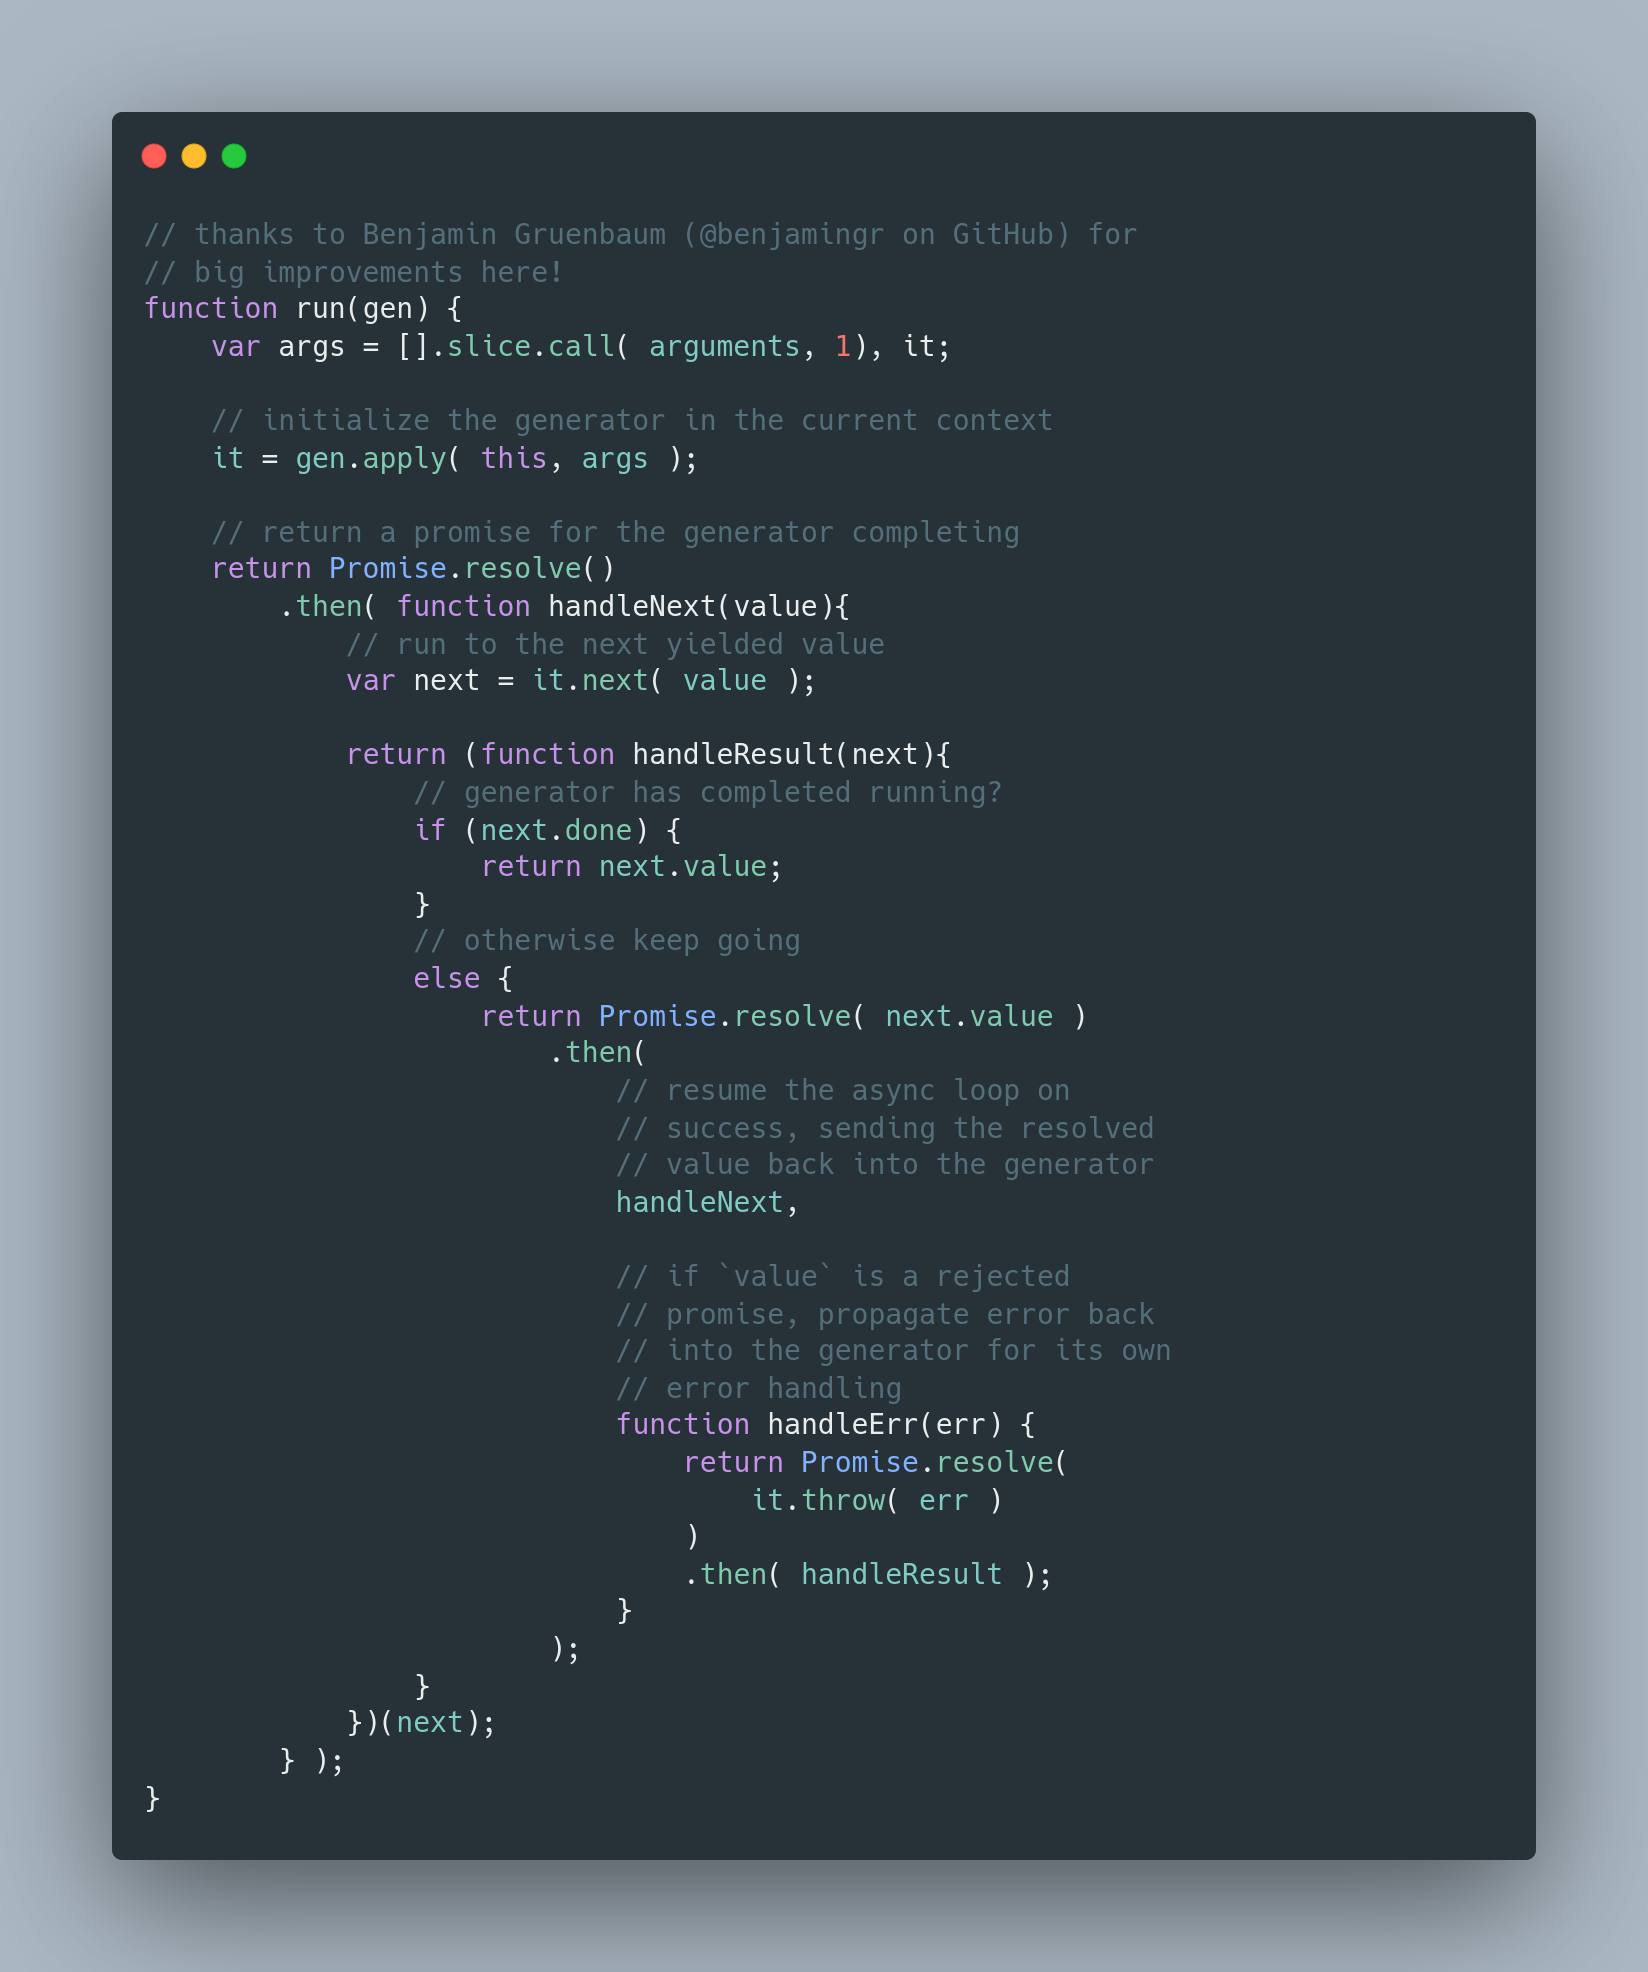 // thanks to Benjamin Gruenbaum (@benjamingr on GitHub) for
// big improvements here!
function run(gen) {
    var args = [].slice.call( arguments, 1), it;

    // initialize the generator in the current context
    it = gen.apply( this, args );

    // return a promise for the generator completing
    return Promise.resolve()
        .then( function handleNext(value){
            // run to the next yielded value
            var next = it.next( value );

            return (function handleResult(next){
                // generator has completed running?
                if (next.done) {
                    return next.value;
                }
                // otherwise keep going
                else {
                    return Promise.resolve( next.value )
                        .then(
                            // resume the async loop on
                            // success, sending the resolved
                            // value back into the generator
                            handleNext,

                            // if `value` is a rejected
                            // promise, propagate error back
                            // into the generator for its own
                            // error handling
                            function handleErr(err) {
                                return Promise.resolve(
                                    it.throw( err )
                                )
                                .then( handleResult );
                            }
                        );
                }
            })(next);
        } );
}